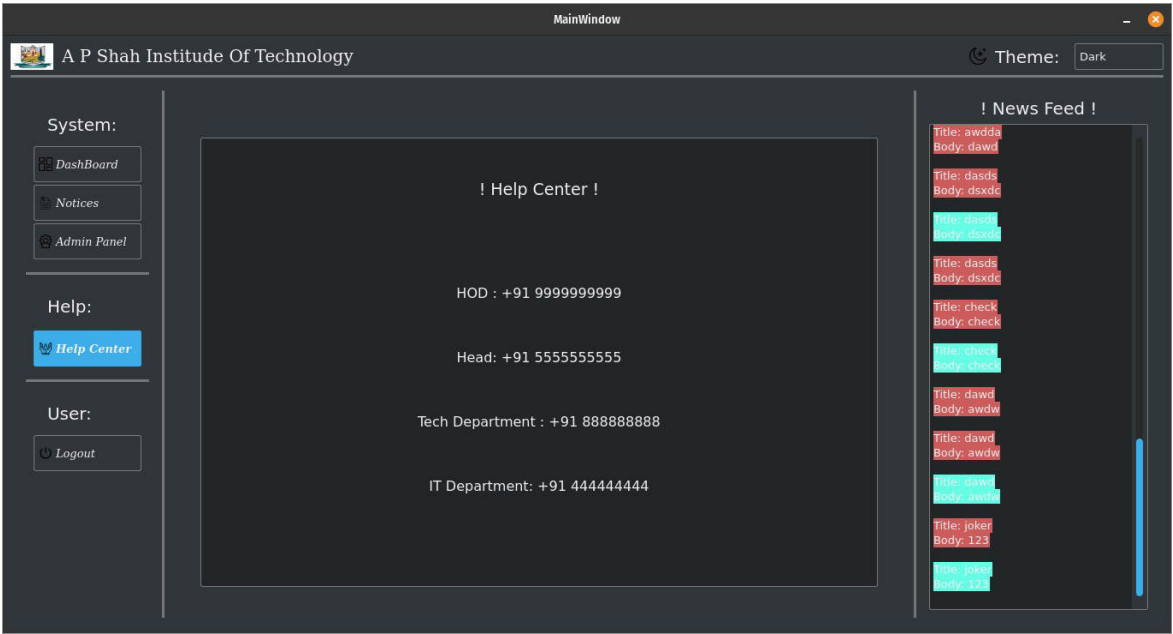 MainWindow
A P Shah Institute Of Technology
Theme:
Dark
System:
DashBoard
Notices
Admin Panel
Help:
Help Center
User:
Logout
! Help Center !
HOD : +91 9999999999
Head: +91 5555555555
Tech Department : +91 888888888
IT Department: +91 444444444
! News Feed !
Title: awdda
Body: dawd
Title: dasds
Body: dsxdc
Title: dasds
Body: dsxdc
Title: dasds
Body: dsxdc
Title: check
Body: check
Title: check
Body: check
Title: dawd
Body: awdw
Title: dawd
Body: awdw
Title: dawd
Body: awdw
Title: joker
Body: 123
Title: joker
Body: 123